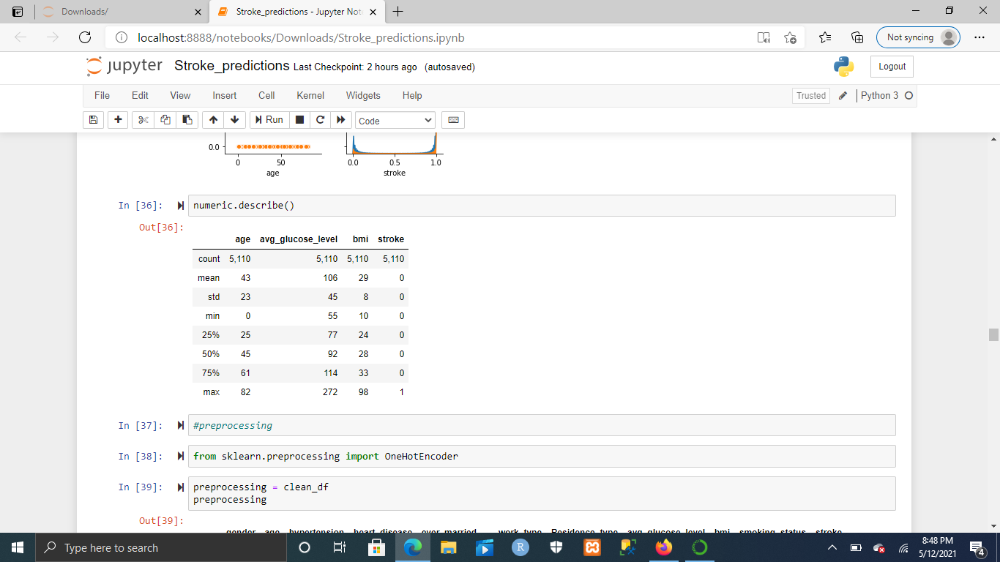 Downloads/ Stroke_predictions - Jupyter Not
localhost:8888/notebooks/Downloads/Stroke_predictions.ipynb Not syncing
jupyter Stroke_predictions Last Checkpoint: 2 hours ago (autosaved) Logout
File Edit View Insert Cell Kernel Widgets Help Trusted Python 3
Run Code
0.0
0 50 0.0 0.5 1.0
age stroke
In [36]: numeric.describe()
Out[36]:
age avg_glucose_level bmi stroke
count 5,110 5,110 5,110 5,110
mean 43 106 29 0
std 23 45 8 0
min 0 55 10 0
25% 25 77 24 0
50% 45 92 28 0
75% 61 114 33 0
max 82 272 98 1
In [37]: #preprocessing
In [38]: from sklearn.preprocessing import OneHotEncoder
In [39]: preprocessing = clean_df
preprocessing
Out[39]:
gender age hypertension heart_disease ever_married work_type Residence_type avg_glucose_level bmi smoking_status stroke
Type here to search R 8:48 PM
5/12/2021 4